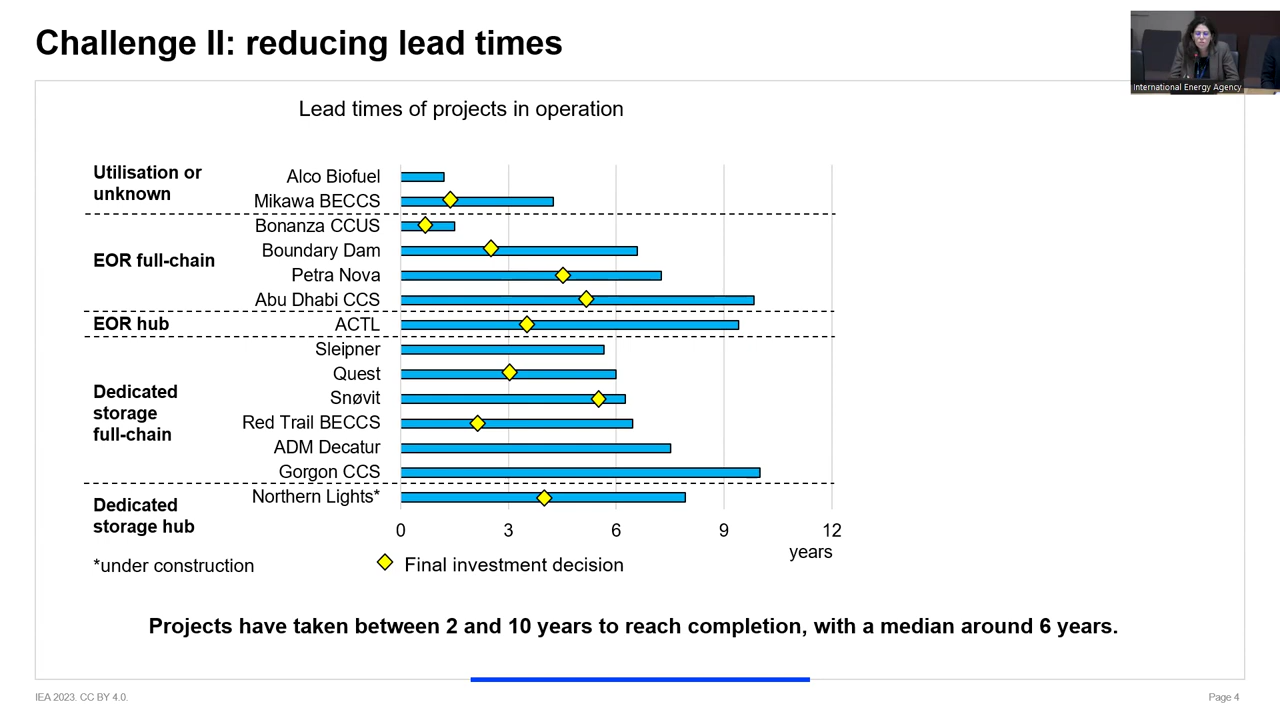 Challenge II: reducing lead times
International Energy Agency
Lead times of projects in operation
Utilisation or
unknown
Alco Biofuel
Mikawa BECCS
EOR full-chain
Bonanza CCUS
Boundary Dam
Petra Nova
Abu Dhabi CCS
EOR hub
ACTL
Dedicated
storage
full-chain
Sleipner
Quest
Snøvit
Red Trail BECCS
ADM Decatur
Gorgon CCS
Dedicated
storage hub
Northern Lights*
0 3 6 9 12
years
*under construction
Final investment decision
Projects have taken between 2 and 10 years to reach completion, with a median around 6 years.
IEA 2023. CC BY 4.0.
Page 4